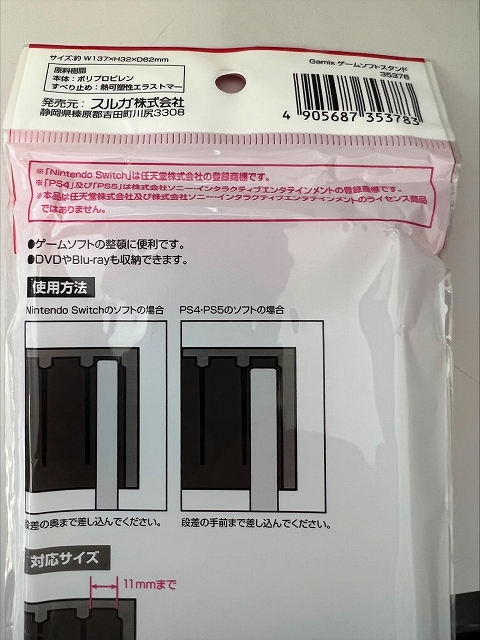 サイズ:約 W137×H32×D62mm
原料樹脂
本体:ポリプロピレン
すべり止め:熱可塑性エラストマー
発売元:スルガ株式会社
静岡県榛原郡吉田町川尻3308
Gamix ゲームソフトスタンド
35378
4 905687 353783
※「Nintendo Switch」は任天堂株式会社の登録商標です。
※「PS4」及び「PS5」は株式会社ソニー・インタラクティブエンタテインメントの登録商標です。
※本品は任天堂株式会社及び株式会社ソニー・インタラクティブエンタテインメントのライセンス商品
ではありません。
●ゲームソフトの整頓に便利です。
●DVDやBlu-rayも収納できます。
使用方法
Nintendo Switchのソフトの場合
PS4・PS5のソフトの場合
段差の奥まで差し込んでください。
段差の手前まで差し込んでください。
対応サイズ
11mmまで